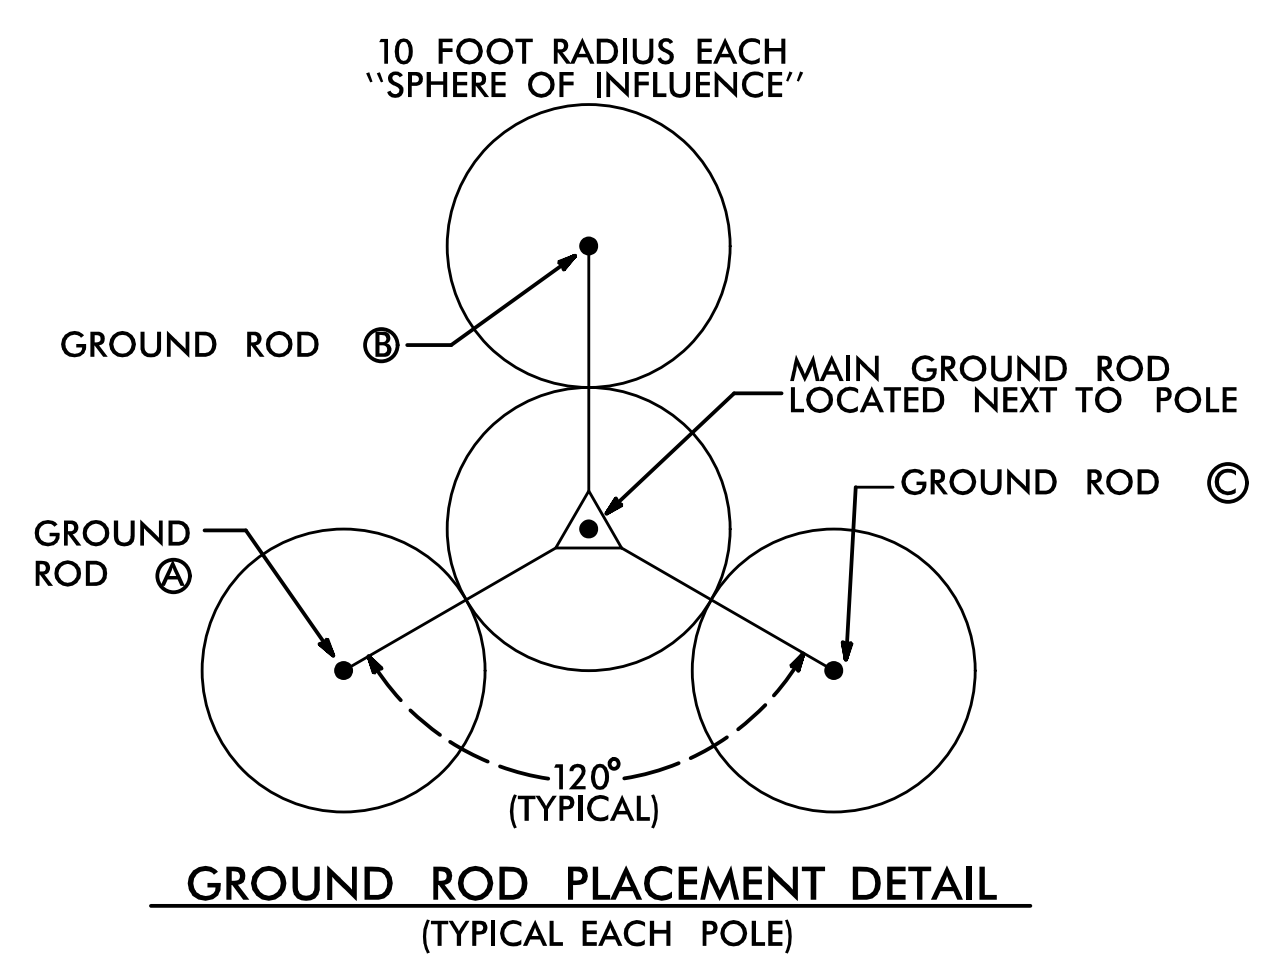 10 FOOT RADIUS EACH
"SPHERE OF INFLUENCE"
GROUND ROD Ⓑ
MAIN GROUND ROD
LOCATED NEXT TO POLE
GROUND ROD Ⓒ
GROUND
ROD Ⓐ
120°
(TYPICAL)
GROUND ROD PLACEMENT DETAIL
(TYPICAL EACH POLE)